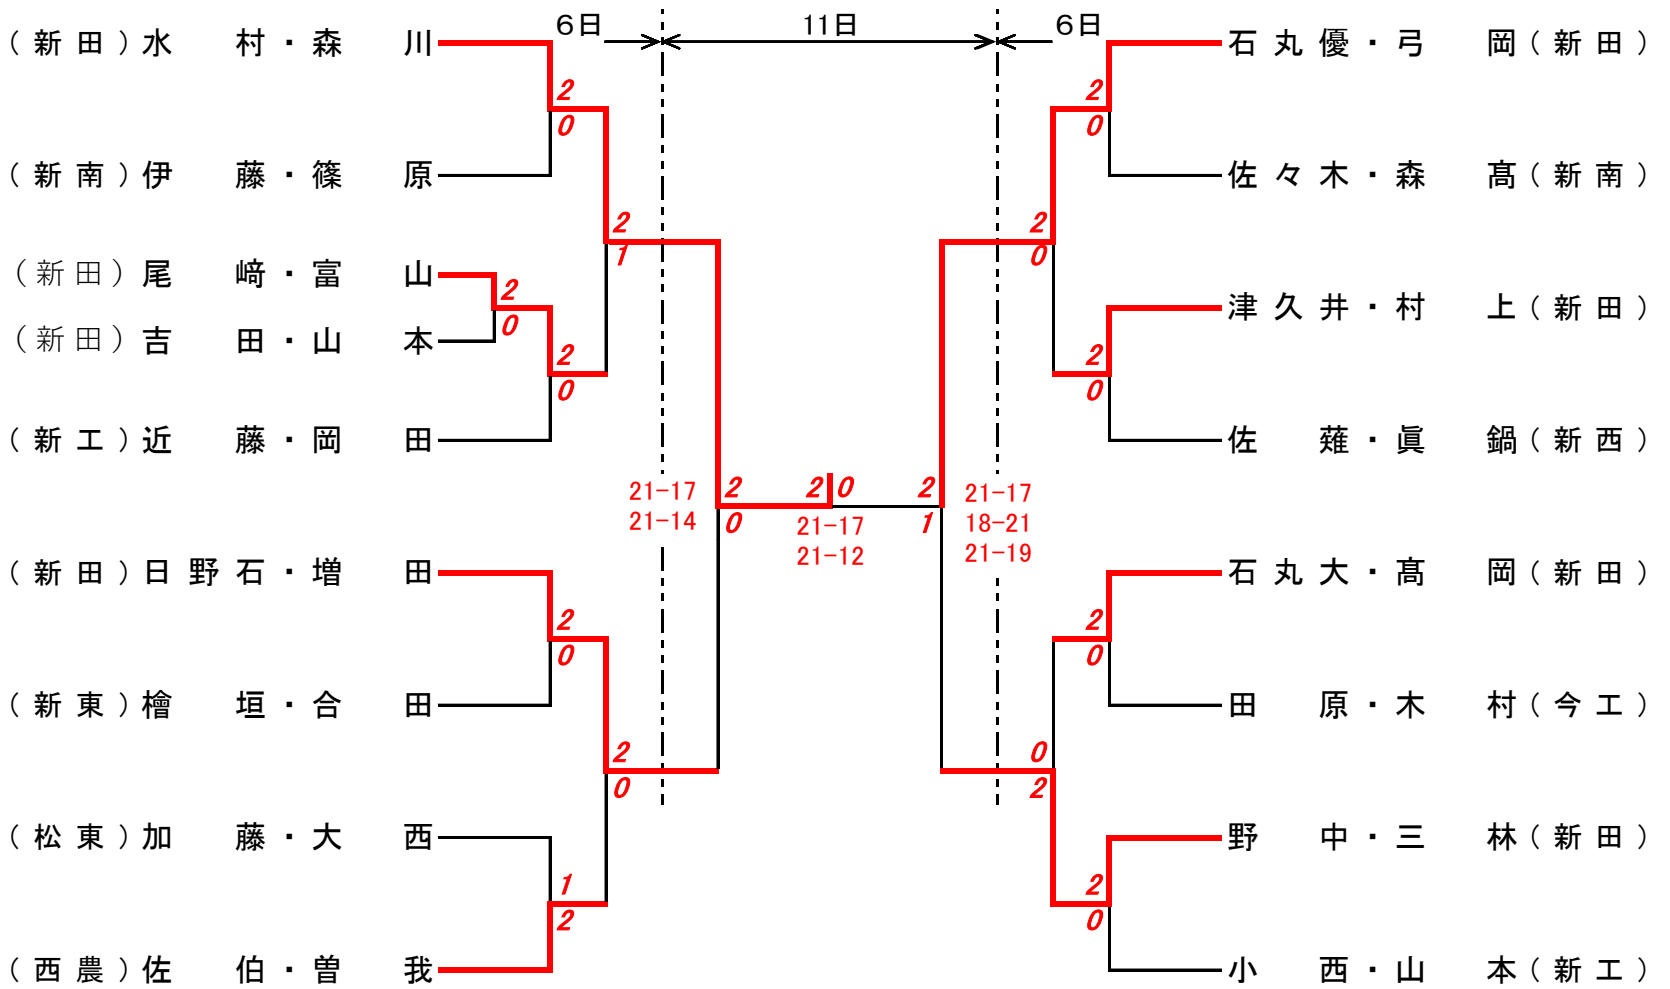 6日 11日 6日
(新田)水村・森川
2
0
(新南)伊藤・篠原
2
1
(新田)尾﨑・富山
2
0
(新田)吉田・山本
2
0
(新工)近藤・岡田
21-17
21-14
2
0
(新田)日野石・増田
2
0
(新東)檜垣・合田
2
0
(松東)加藤・大西
1
2
(西農)佐伯・曽我
2 0
21-17
21-12
石丸優・弓岡(新田)
2
0
佐々木・森髙(新南)
2
0
津久井・村上(新田)
2
0
佐薙・眞鍋(新西)
2
1
21-17
18-21
21-19
石丸大・髙岡(新田)
2
0
田原・木村(今工)
0
2
野中・三林(新田)
2
0
小西・山本(新工)